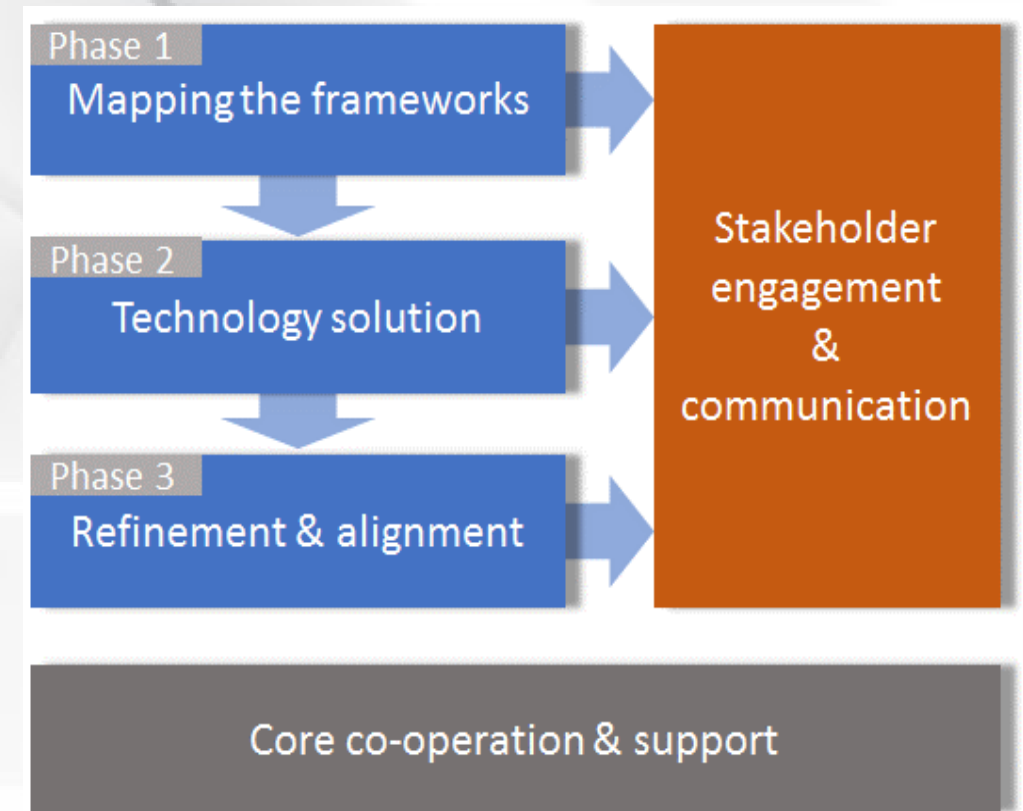 Phase 1
Mapping the frameworks
Phase 2
Technology solution
Phase 3
Refinement & alignment
Stakeholder
engagement
&
communication
Core co-operation & support